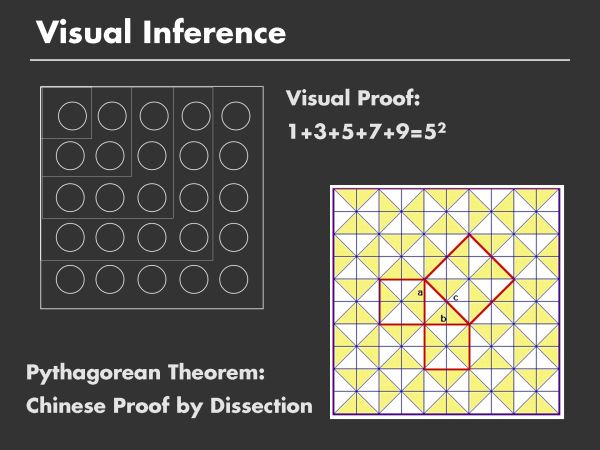 Visual Inference
Visual Proof:
1+3+5+7+9=5²
a
c
b
Pythagorean Theorem:
Chinese Proof by Dissection